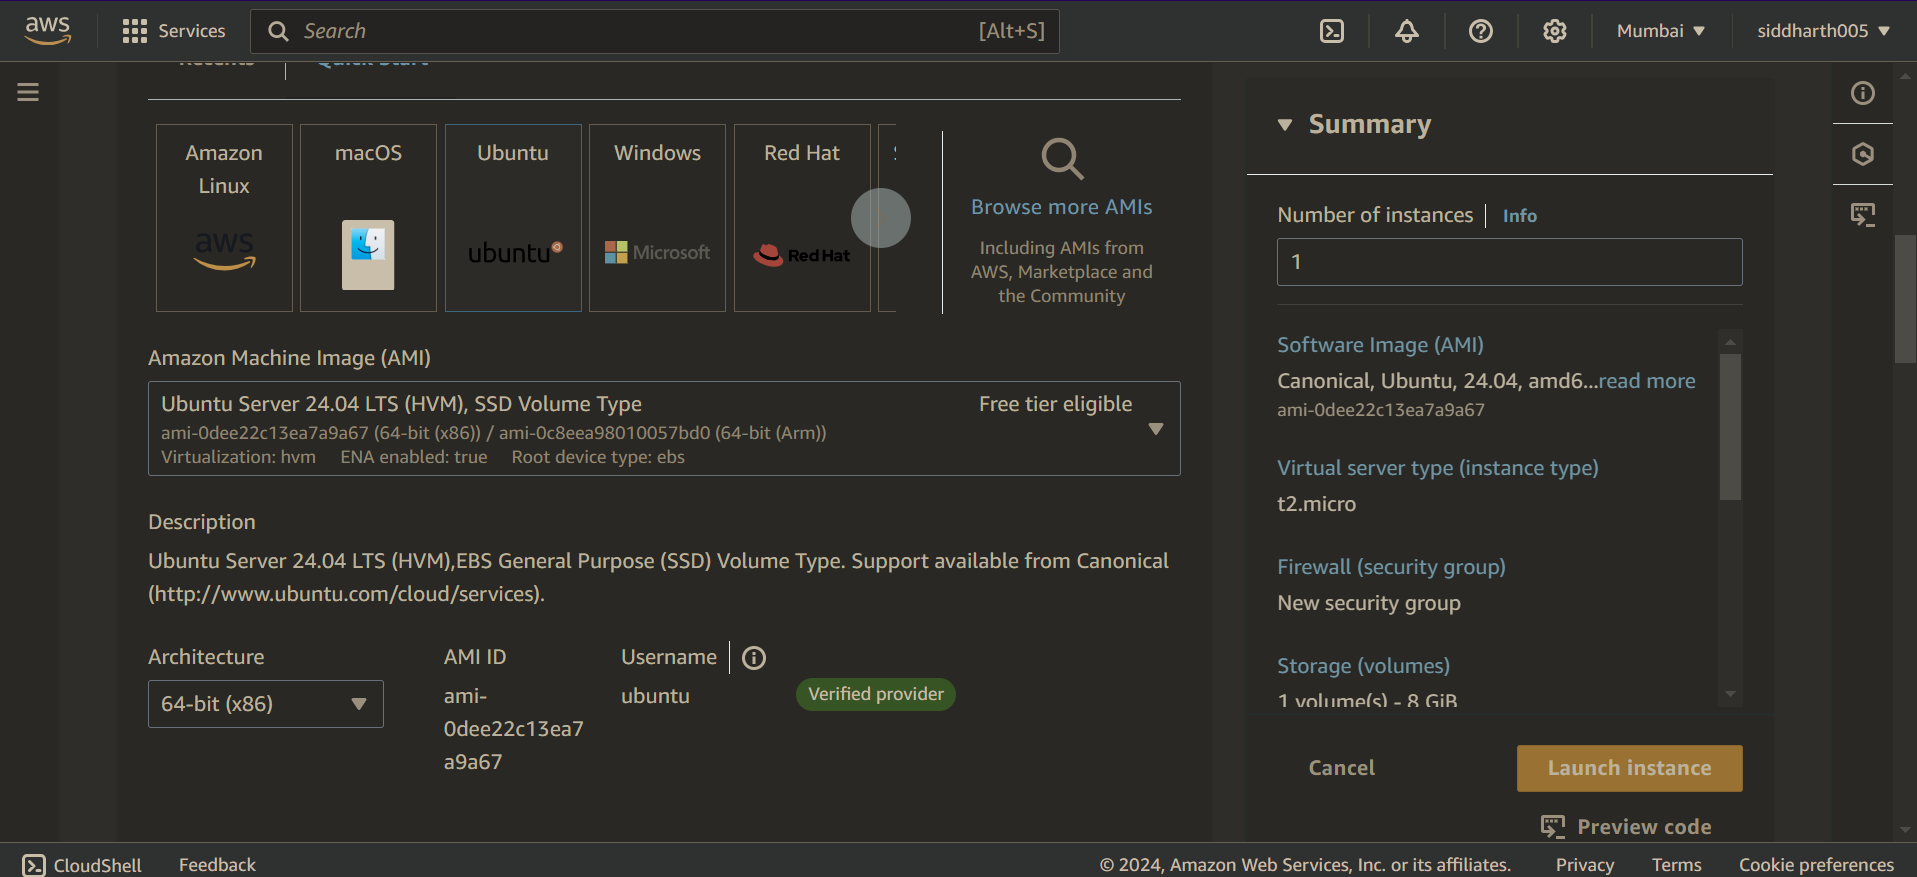 aws
Services
Search
[Alt+S]
Mumbai
siddharth005
Recents
Quick Start
Amazon
Linux
aws
macOS
Ubuntu
ubuntu
Windows
Microsoft
Red Hat
Red Hat
Browse more AMIs
Including AMIs from
AWS, Marketplace and
the Community
Amazon Machine Image (AMI)
Ubuntu Server 24.04 LTS (HVM), SSD Volume Type
Free tier eligible
ami-0dee22c13ea7a9a67 (64-bit (x86)) / ami-0c8eea98010057bd0 (64-bit (Arm))
Virtualization: hvm ENA enabled: true Root device type: ebs
Description
Ubuntu Server 24.04 LTS (HVM),EBS General Purpose (SSD) Volume Type. Support available from Canonical
(http://www.ubuntu.com/cloud/services).
Architecture
64-bit (x86)
AMI ID
ami-
0dee22c13ea7
a9a67
Username
ubuntu
Verified provider
Summary
Number of instances
Info
1
Software Image (AMI)
Canonical, Ubuntu, 24.04, amd6...read more
ami-0dee22c13ea7a9a67
Virtual server type (instance type)
t2.micro
Firewall (security group)
New security group
Storage (volumes)
1 volume(s) - 8 GiB
Cancel
Launch instance
Preview code
CloudShell
Feedback
© 2024, Amazon Web Services, Inc. or its affiliates.
Privacy
Terms
Cookie preferences